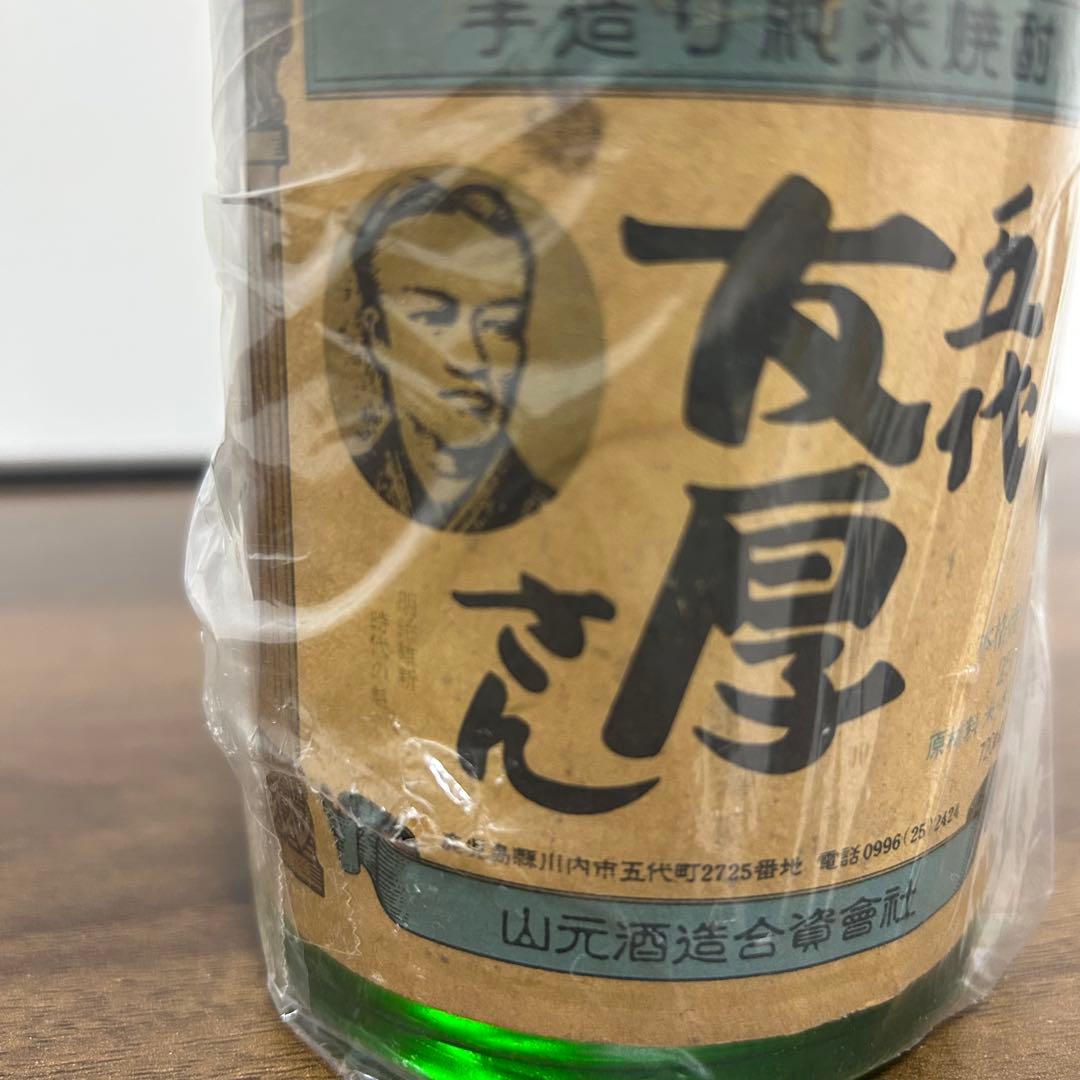 手造り純米焼酎
五代
友厚
さん
鹿児島縣川内市五代町2725番地 電話0996(25)2424
山元酒造合資會社